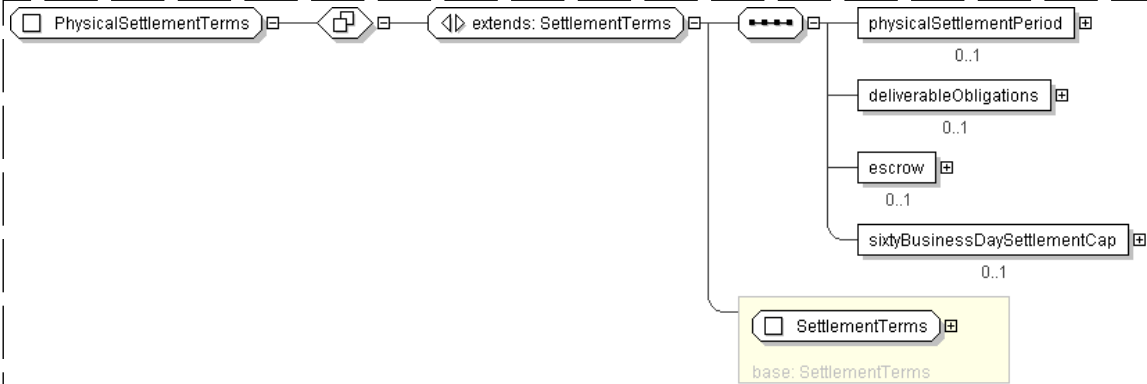 PhysicalSettlementTerms
extends: SettlementTerms
physicalSettlementPeriod
0..1
deliverableObligations
0..1
escrow
0..1
sixtyBusinessDaySettlementCap
0..1
SettlementTerms
base: SettlementTerms